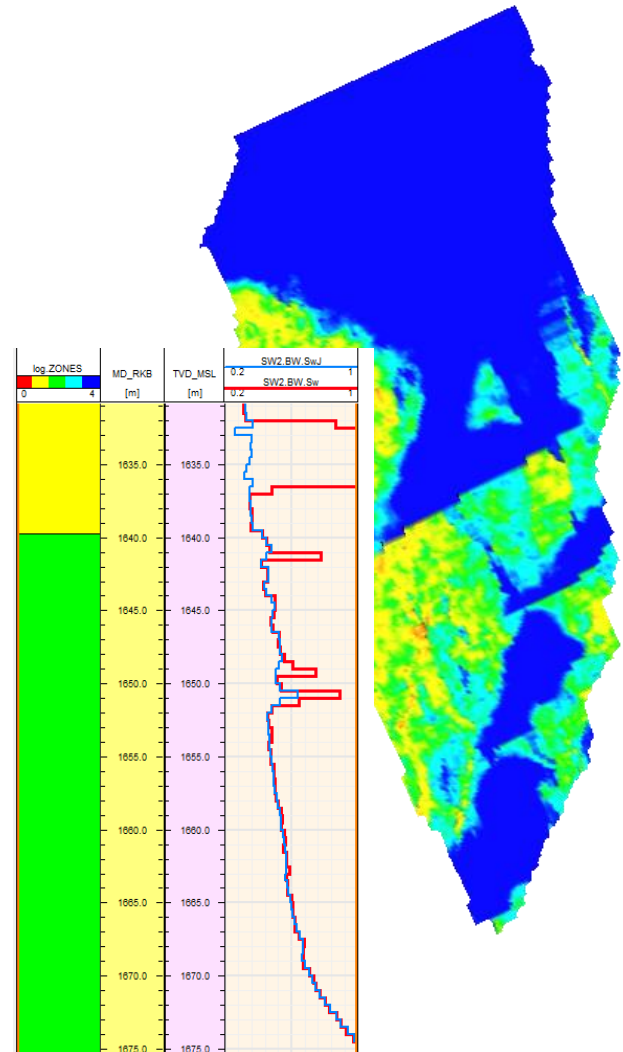 log.ZONES
0 4
MD_RKB
[m]
TVD_MSL
[m]
SW2.BW.SwJ
0.2 1
SW2.BW.Sw
0.2 1
1635.0 1635.0
1640.0 1640.0
1645.0 1645.0
1650.0 1650.0
1655.0 1655.0
1660.0 1660.0
1665.0 1665.0
1670.0 1670.0
1675.0 1675.0